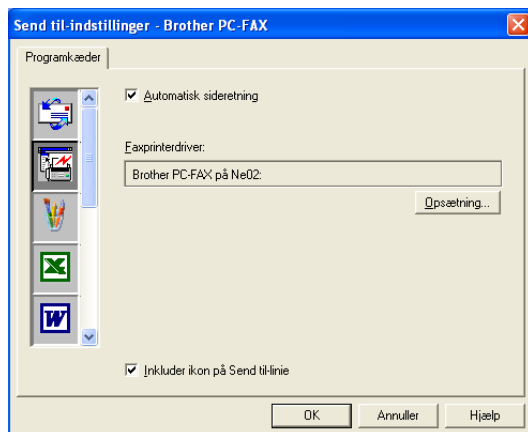 Send til-indstillinger - Brother PC-FAX
Programkæder
Automatisk sideretning
Faxprinterdriver:
Brother PC-FAX på Ne02:
Opsætning...
Inkluder ikon på Send til-linie
OK
Annuller
Hjælp